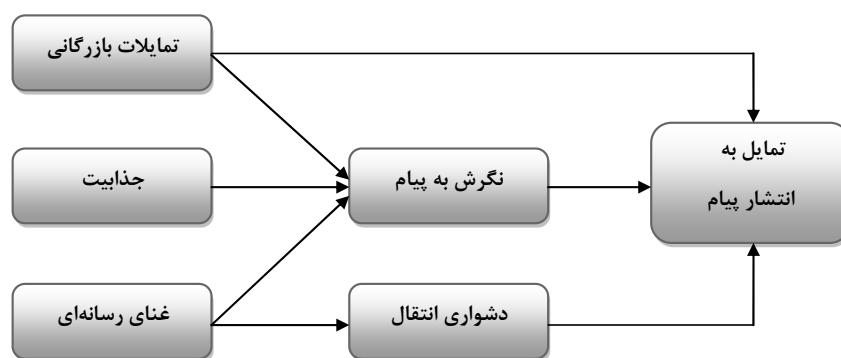 تمایلات بازرگانی
جذابیت
نگرش به پیام
تمایل به
انتشار پیام
غنای رسانه‌ای
دشواری انتقال